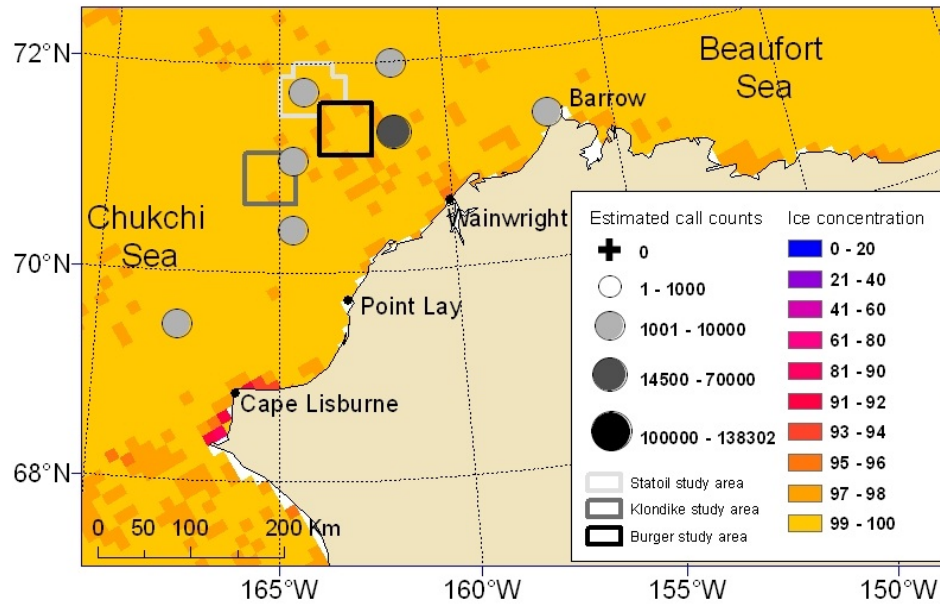 72°N
70°N
68°N
Beaufort
Sea
Barrow
Wainwright
Chukchi
Sea
Point Lay
Cape Lisburne
0 50 100 200 Km
165°W
160°W
155°W
150°W
Estimated call counts
0
1 - 1000
1001 - 10000
14500 - 70000
100000 - 138302
Statoil study area
Klondike study area
Burger study area
Ice concentration
0 - 20
21 - 40
41 - 60
61 - 80
81 - 90
91 - 92
93 - 94
95 - 96
97 - 98
99 - 100